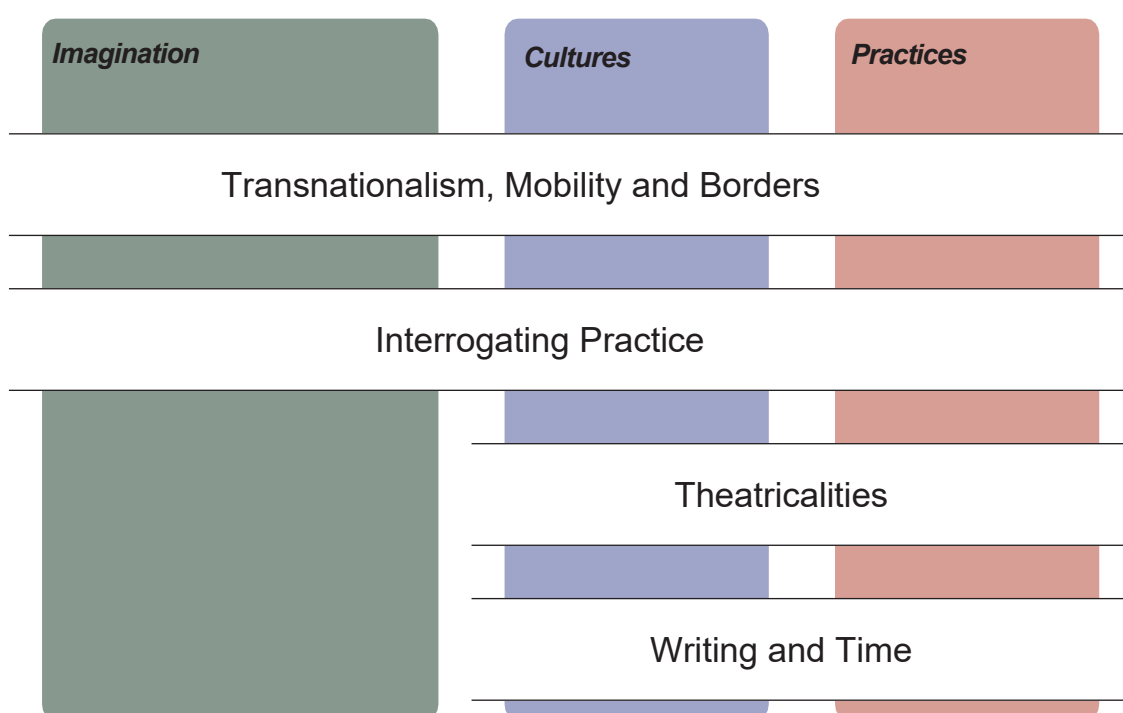 Imagination
Cultures
Practices
Transnationalism, Mobility and Borders
Interrogating Practice
Theatricalities
Writing and Time